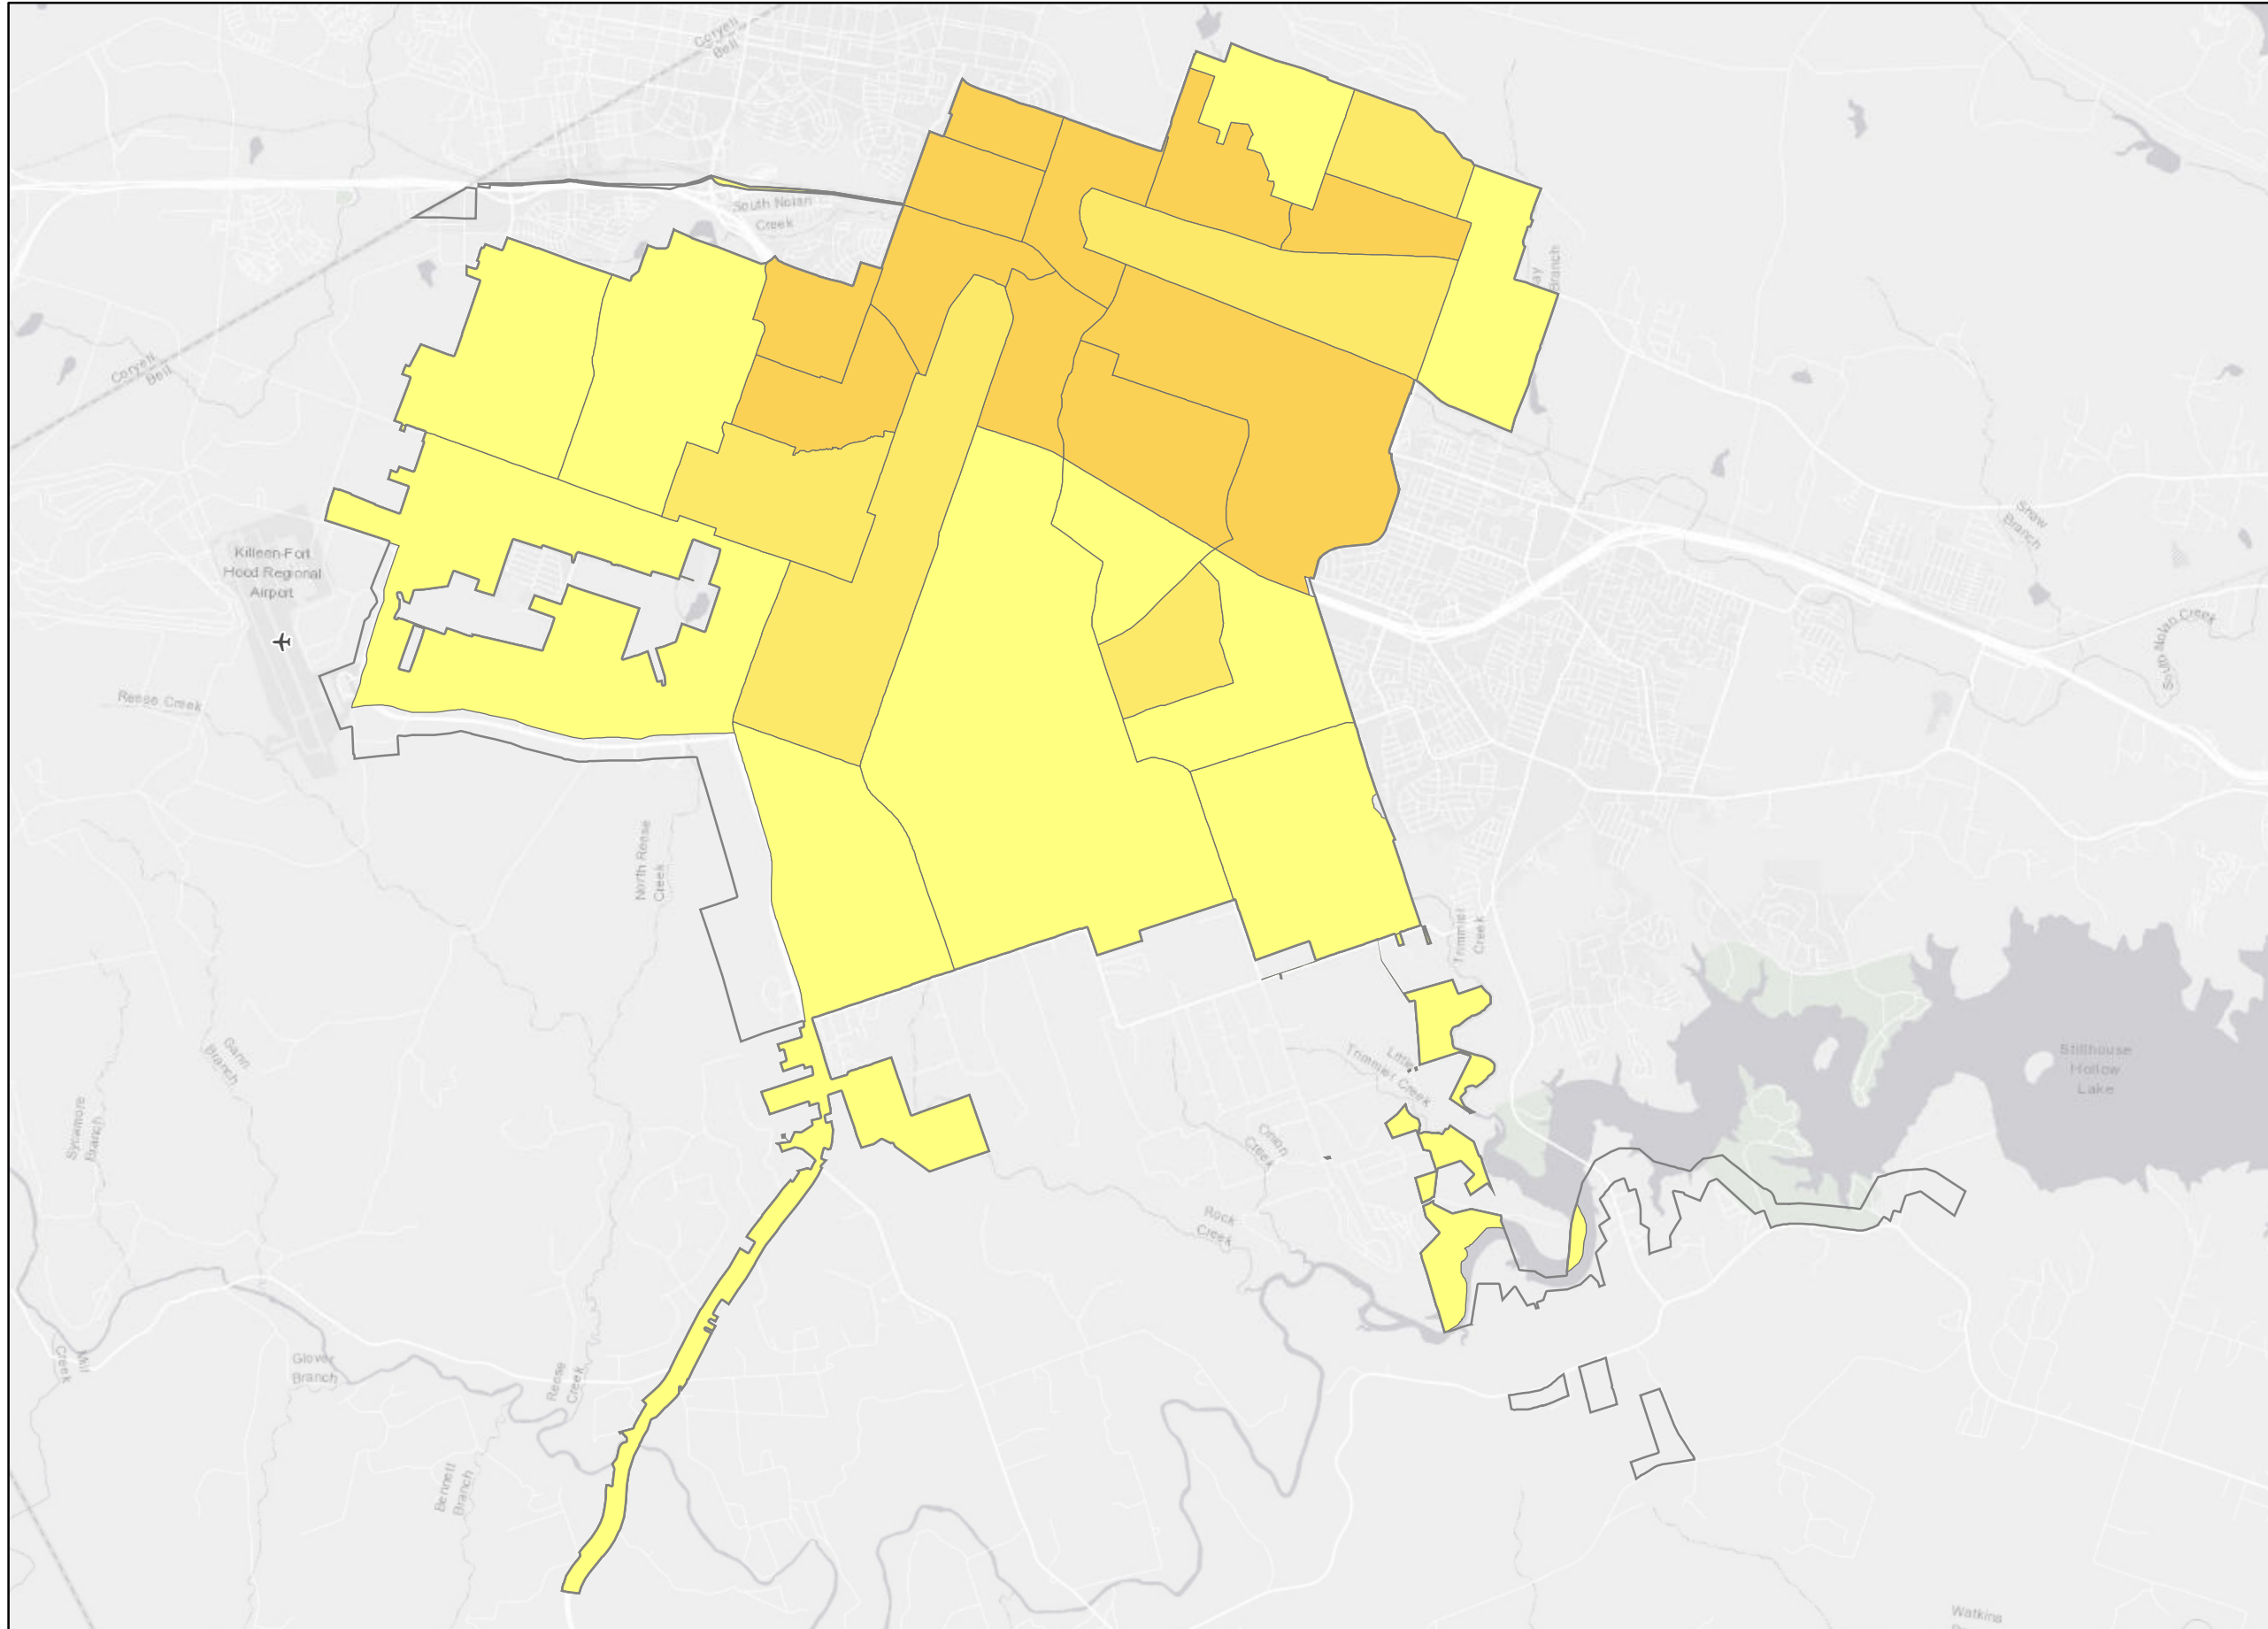 Coryell
Bell
South Nolan
Creek
Branch
Coryell
Bell
Shaw
Branch
Killeen-Fort
Hood Regional
Airport
South Nolan Creek
Reese Creek
North Reese
Creek
Trimmier
Creek
Stillhouse
Hollow
Lake
Gann
Branch
Little
Trimmier Creek
Sycamore
Branch
Onion
Creek
Rock
Creek
Mill
Creek
Glover
Branch
Reese
Creek
Bennett
Branch
Watkins